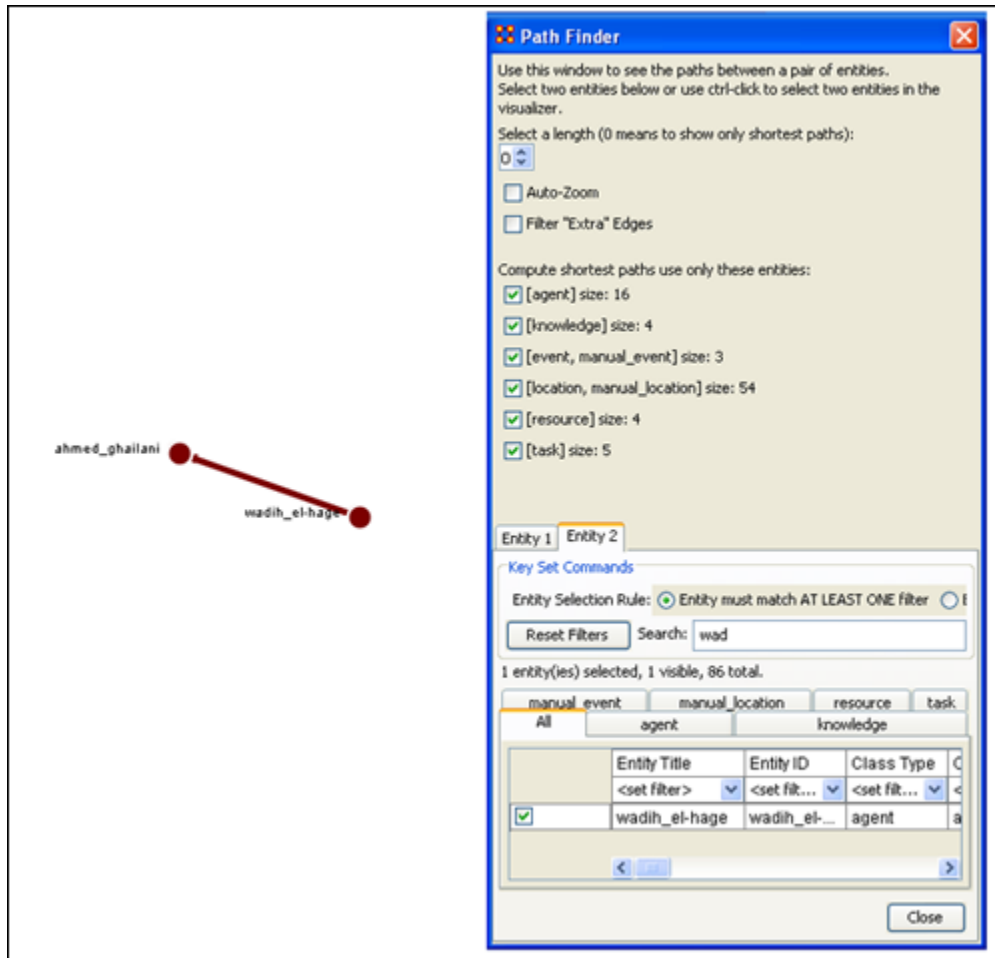 Path Finder
Use this window to see the paths between a pair of entities.
Select two entities below or use ctrl-click to select two entities in the
visualizer.
Select a length (0 means to show only shortest paths):
0
Auto-Zoom
Filter "Extra" Edges
Compute shortest paths use only these entities:
[agent] size: 16
[knowledge] size: 4
[event, manual_event] size: 3
[location, manual_location] size: 54
[resource] size: 4
[task] size: 5
ahmed_ghailani
wadih_el-hage
Entity 1 Entity 2
Key Set Commands
Entity Selection Rule: Entity must match AT LEAST ONE filter E
Reset Filters Search: wad
1 entity(ies) selected, 1 visible, 86 total.
manual_event manual_location resource task
All agent knowledge
Entity Title Entity ID Class Type C
<set filter> <set filt... <set filt... <
wadih_el-hage wadih_el-... agent a
Close